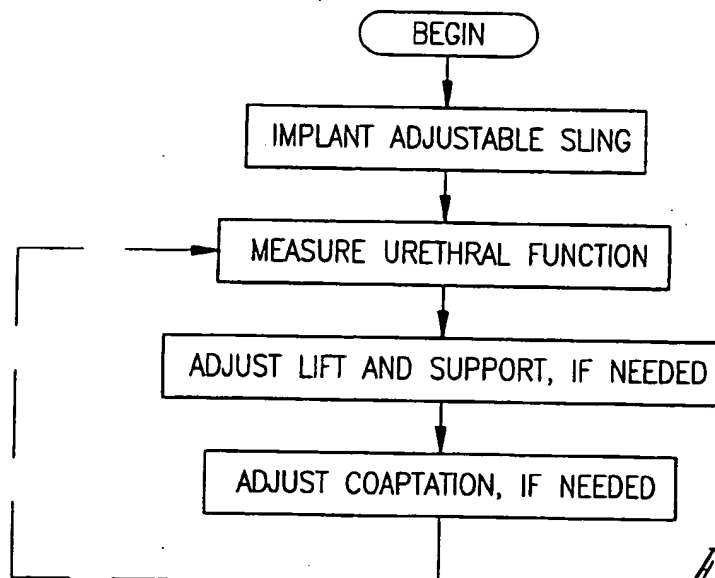 BEGIN
IMPLANT ADJUSTABLE SLING
MEASURE URETHRAL FUNCTION
ADJUST LIFT AND SUPPORT, IF NEEDED
ADJUST COAPTATION, IF NEEDED